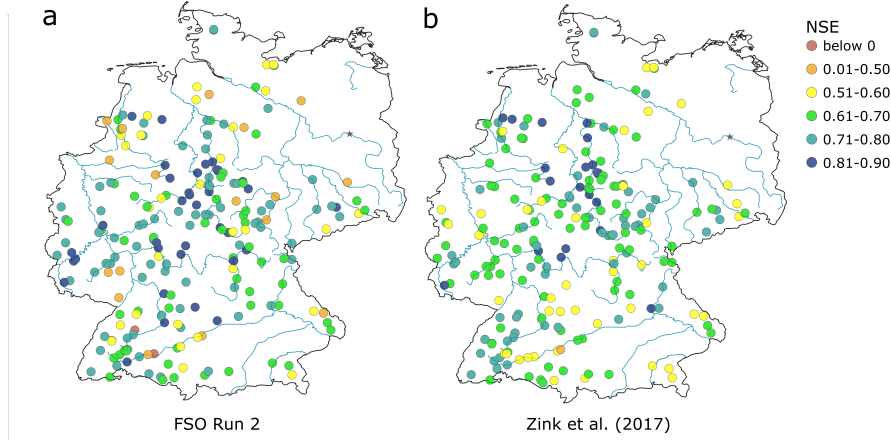 a
b
NSE
below 0
0.01-0.50
0.51-0.60
0.61-0.70
0.71-0.80
0.81-0.90
FSO Run 2
Zink et al. (2017)